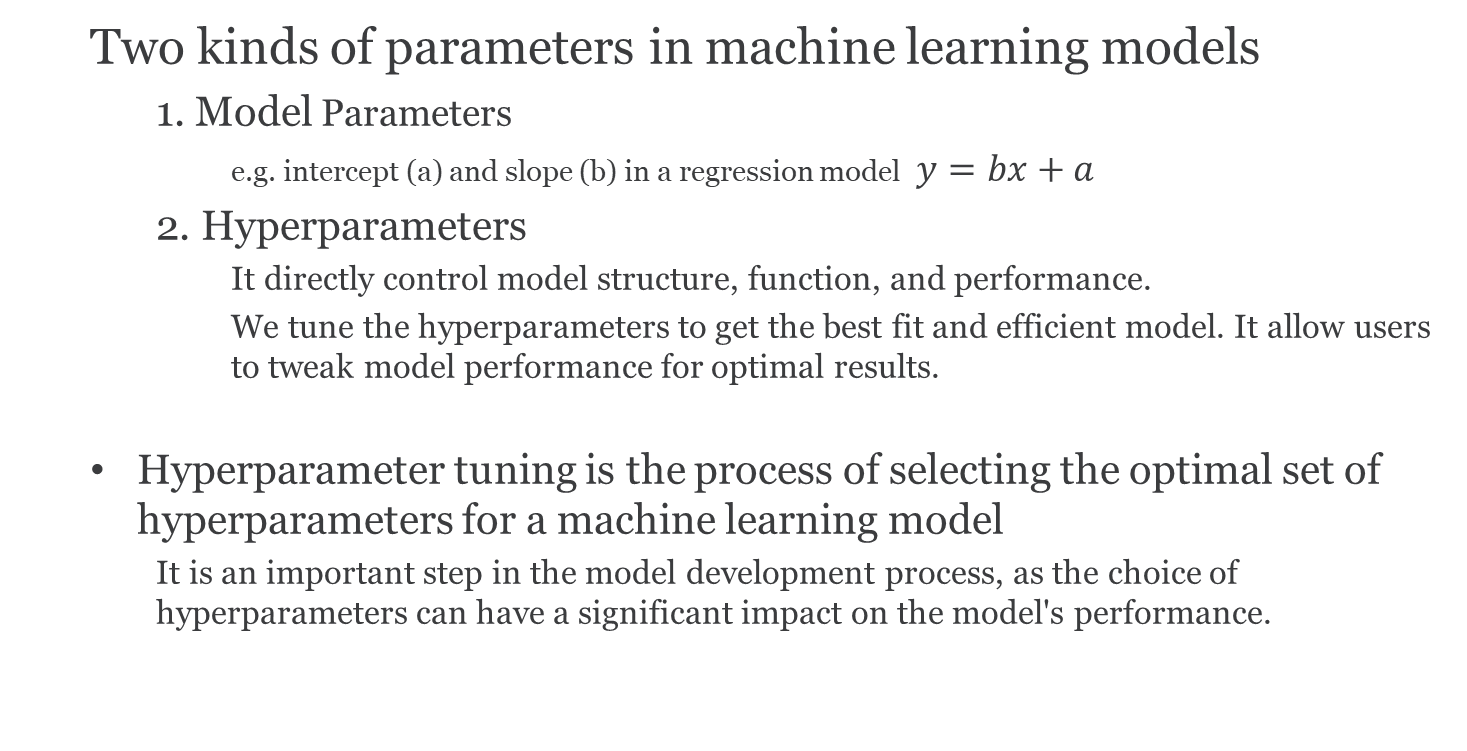 Two kinds of parameters in machine learning models
1. Model Parameters
e.g. intercept (a) and slope (b) in a regression model y = bx + a
2. Hyperparameters
It directly control model structure, function, and performance.
We tune the hyperparameters to get the best fit and efficient model. It allow users
to tweak model performance for optimal results.
• Hyperparameter tuning is the process of selecting the optimal set of
hyperparameters for a machine learning model
It is an important step in the model development process, as the choice of
hyperparameters can have a significant impact on the model's performance.